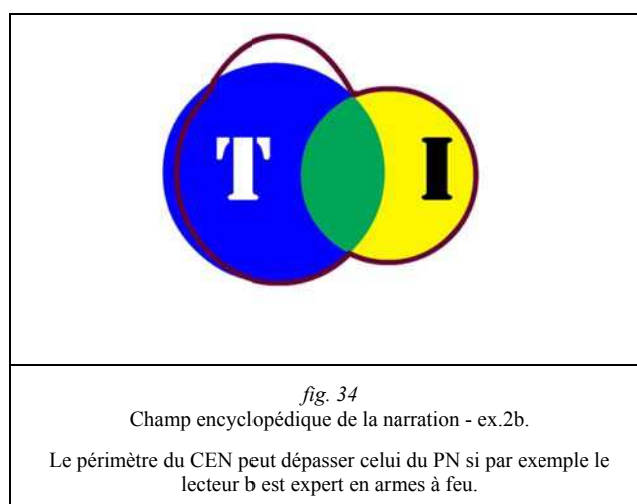 T I
fig. 34
Champ encyclopédique de la narration - ex.2b.
Le périmètre du CEN peut dépasser celui du PN si par exemple le
lecteur b est expert en armes à feu.